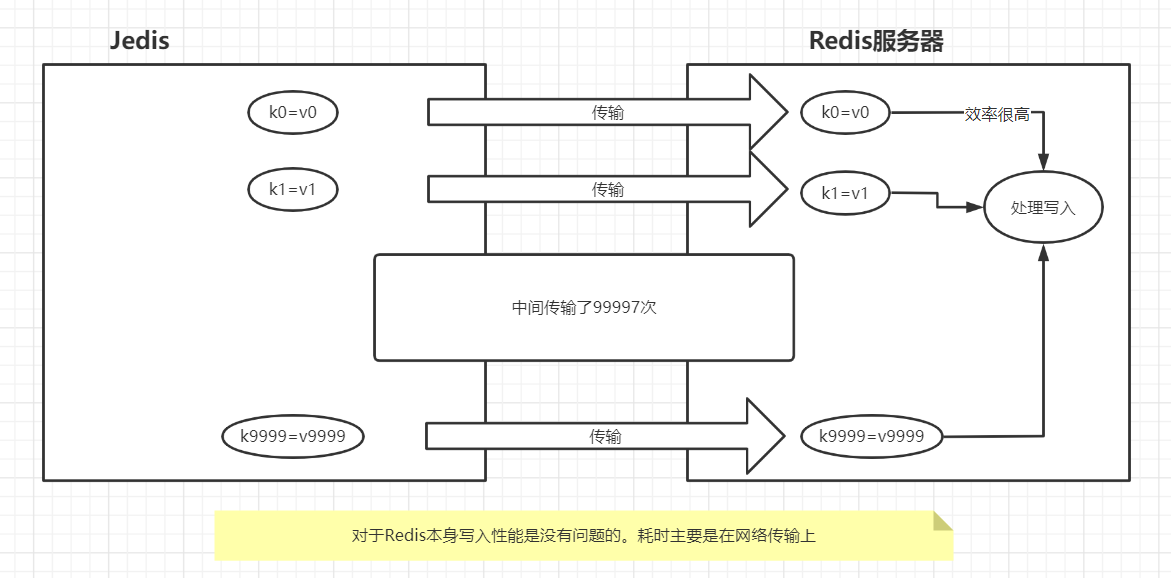 Jedis
Redis服务器
k0=v0
传输
k0=v0
效率很高
k1=v1
传输
k1=v1
处理写入
中间传输了99997次
k9999=v9999
传输
k9999=v9999
对于Redis本身写入性能是没有问题的。耗时主要是在网络传输上